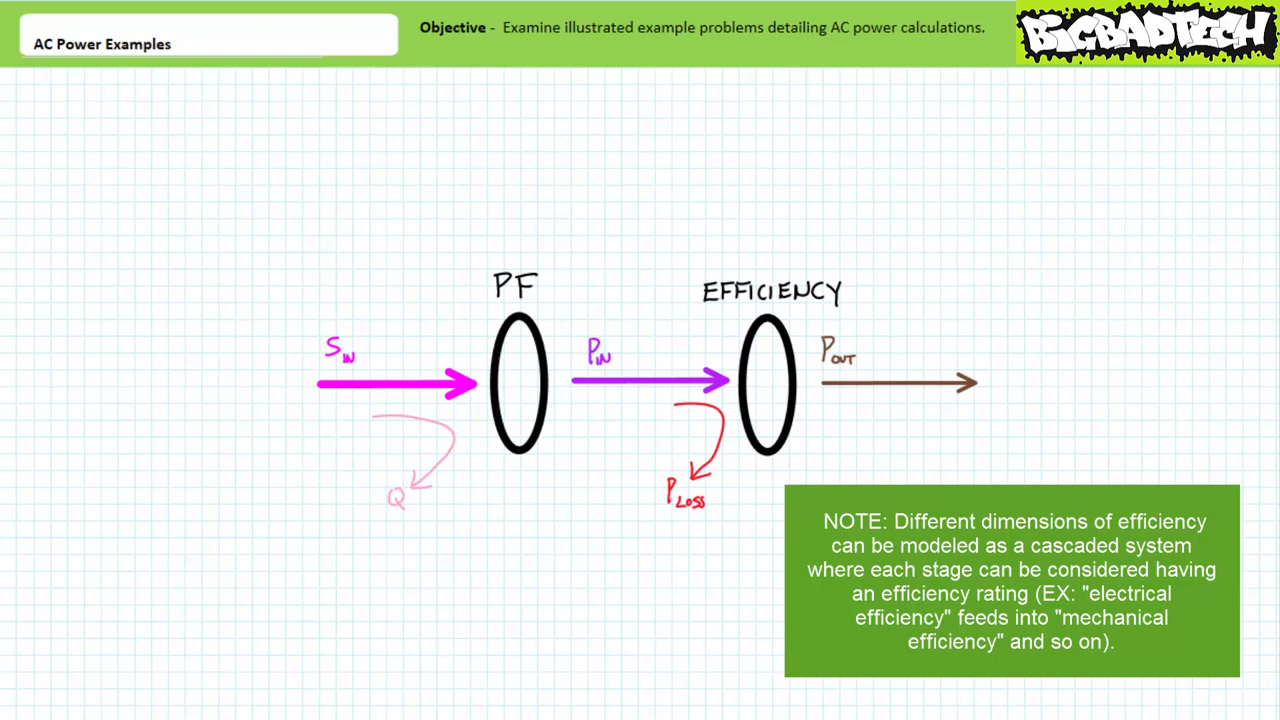 AC Power Examples
Objective - Examine illustrated example problems detailing AC power calculations.
BIGBADTECH
PF
EFFICIENCY
SIN
PIN
POUT
Q
PLOSS
NOTE: Different dimensions of efficiency
can be modeled as a cascaded system
where each stage can be considered having
an efficiency rating (EX: "electrical
efficiency" feeds into "mechanical
efficiency" and so on).